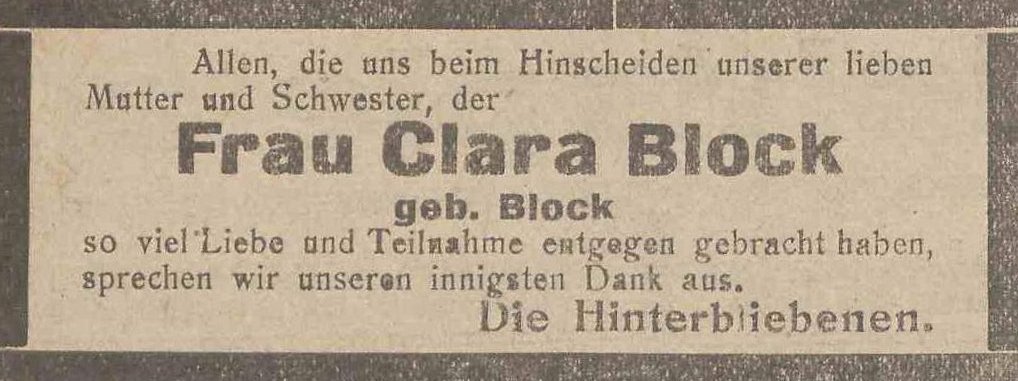 Allen, die uns beim Hinscheiden unserer lieben
Mutter und Schwester, der
Frau Clara Block
geb. Block
so viel Liebe und Teilnahme entgegen gebracht haben,
sprechen wir unseren innigsten Dank aus.
Die Hinterbliebenen.